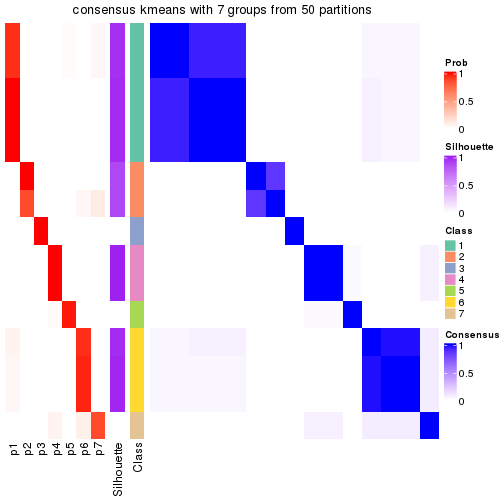 consensus kmeans with 7 groups from 50 partitions
Prob
1
0.5
0
Silhouette
1
0.5
0
Class
1
2
3
4
5
6
7
Consensus
1
0.5
0
p1
p2
p3
p4
p5
p6
p7
Silhouette
Class